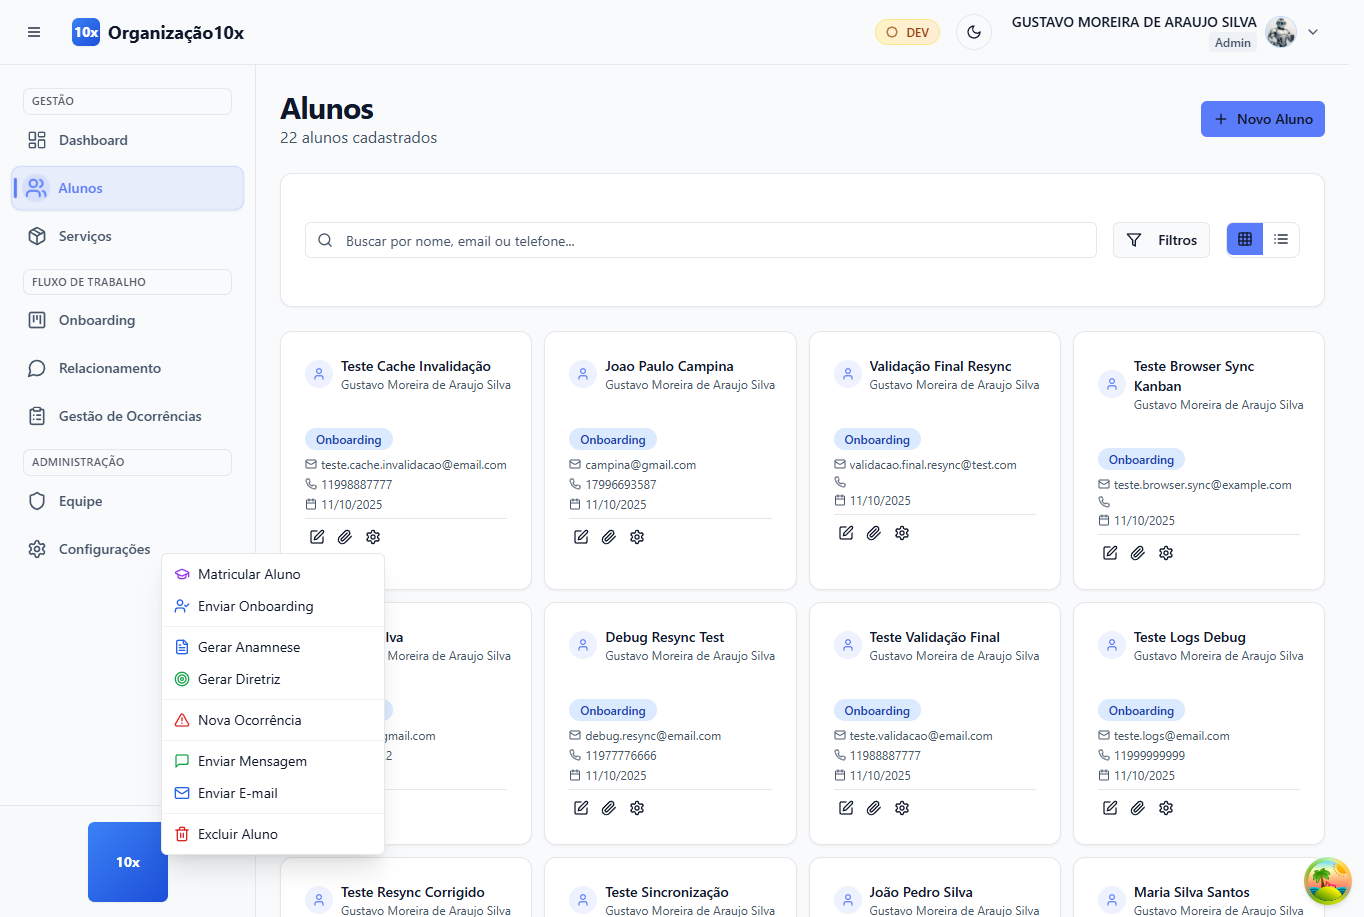 10x Organização10x
DEV
GUSTAVO MOREIRA DE ARAUJO SILVA
Admin
GESTÃO
Dashboard
Alunos
Serviços
FLUXO DE TRABALHO
Onboarding
Relacionamento
Gestão de Ocorrências
ADMINISTRAÇÃO
Equipe
Configurações
10x
Alunos
22 alunos cadastrados
Novo Aluno
Buscar por nome, email ou telefone...
Filtros
Teste Cache Invalidação
Gustavo Moreira de Araujo Silva
Onboarding
teste.cache.invalidacao@email.com
11998887777
11/10/2025
Joao Paulo Campina
Gustavo Moreira de Araujo Silva
Onboarding
campina@gmail.com
17996693587
11/10/2025
Validação Final Resync
Gustavo Moreira de Araujo Silva
Onboarding
validacao.final.resync@test.com
11/10/2025
Teste Browser Sync
Kanban
Gustavo Moreira de Araujo Silva
Onboarding
teste.browser.sync@example.com
11/10/2025
Matricular Aluno
Enviar Onboarding
Gerar Anamnese
Gerar Diretriz
Nova Ocorrência
Enviar Mensagem
Enviar E-mail
Excluir Aluno
lva
Moreira de Araujo Silva
gmail.com
2
Debug Resync Test
Gustavo Moreira de Araujo Silva
Onboarding
debug.resync@email.com
11977776666
11/10/2025
Teste Validação Final
Gustavo Moreira de Araujo Silva
Onboarding
teste.validacao@email.com
11988887777
11/10/2025
Teste Logs Debug
Gustavo Moreira de Araujo Silva
Onboarding
teste.logs@email.com
11999999999
11/10/2025
Teste Resync Corrigido
Gustavo Moreira de Araujo Silva
Teste Sincronização
Gustavo Moreira de Araujo Silva
João Pedro Silva
Gustavo Moreira de Araujo Silva
Maria Silva Santos
Gustavo Moreira de Araujo Silva